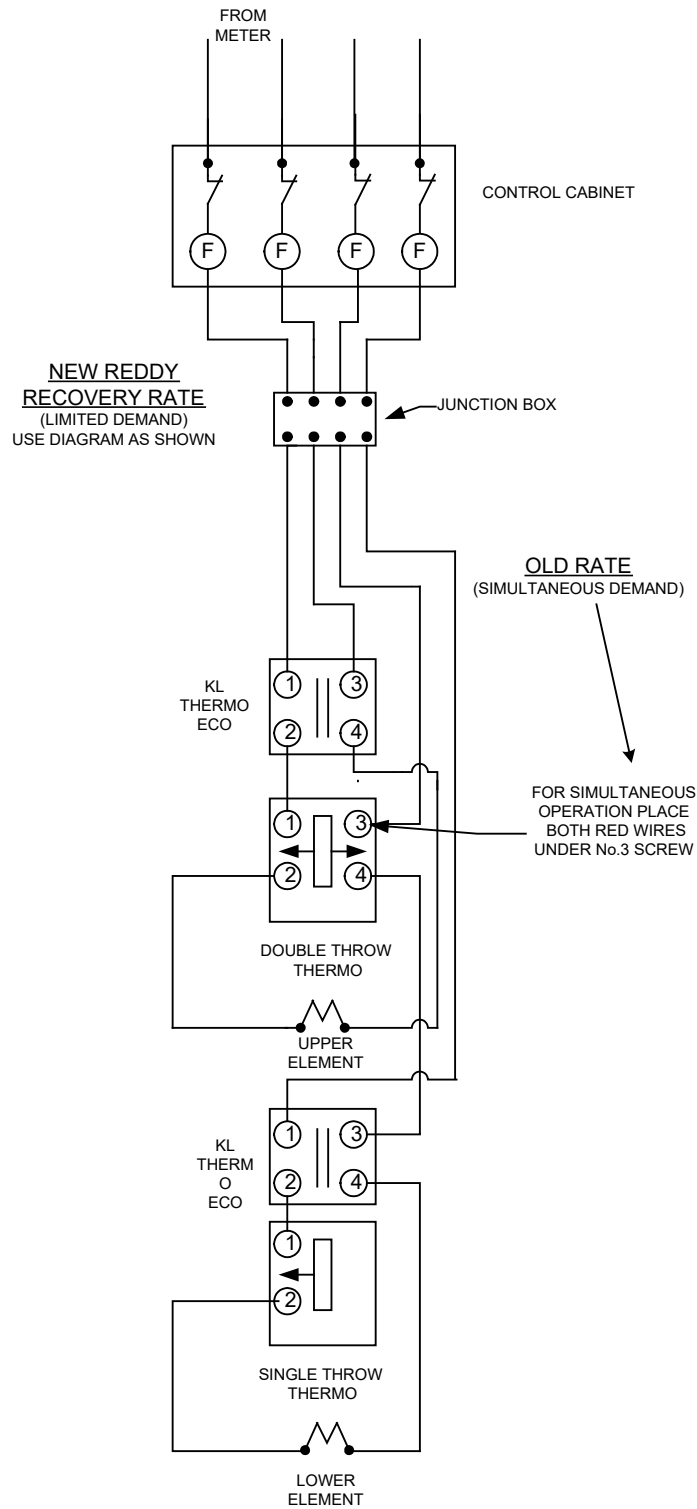 FROM
METER
CONTROL CABINET
F F F F
NEW REDDY
RECOVERY RATE
(LIMITED DEMAND)
USE DIAGRAM AS SHOWN
JUNCTION BOX
OLD RATE
(SIMULTANEOUS DEMAND)
KL
THERMO
ECO
1 3
2 4
FOR SIMULTANEOUS
OPERATION PLACE
BOTH RED WIRES
UNDER No.3 SCREW
1 3
2 4
DOUBLE THROW
THERMO
UPPER
ELEMENT
KL
THERM
O
ECO
1 3
2 4
1
2
SINGLE THROW
THERMO
LOWER
ELEMENT